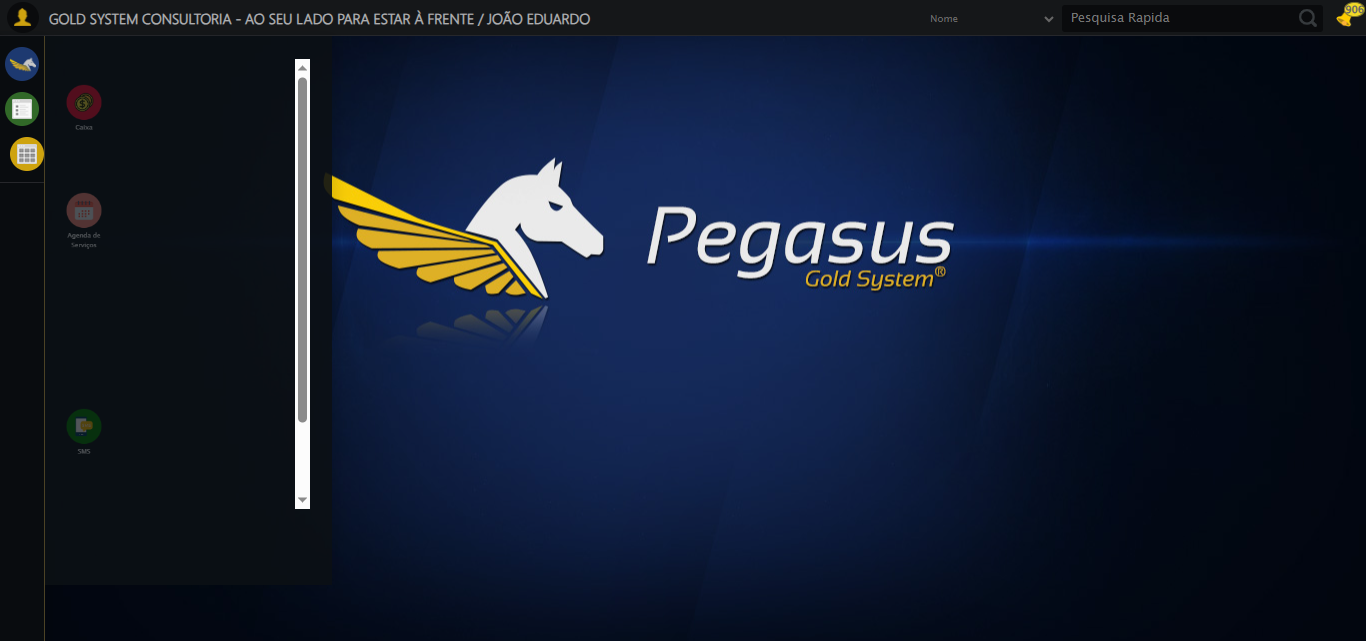 GOLD SYSTEM CONSULTORIA - AO SEU LADO PARA ESTAR À FRENTE / JOÃO EDUARDO
Nome
Pesquisa Rapida
906
Caixa
Agenda de
Serviços
SMS
Pegasus
Gold System®